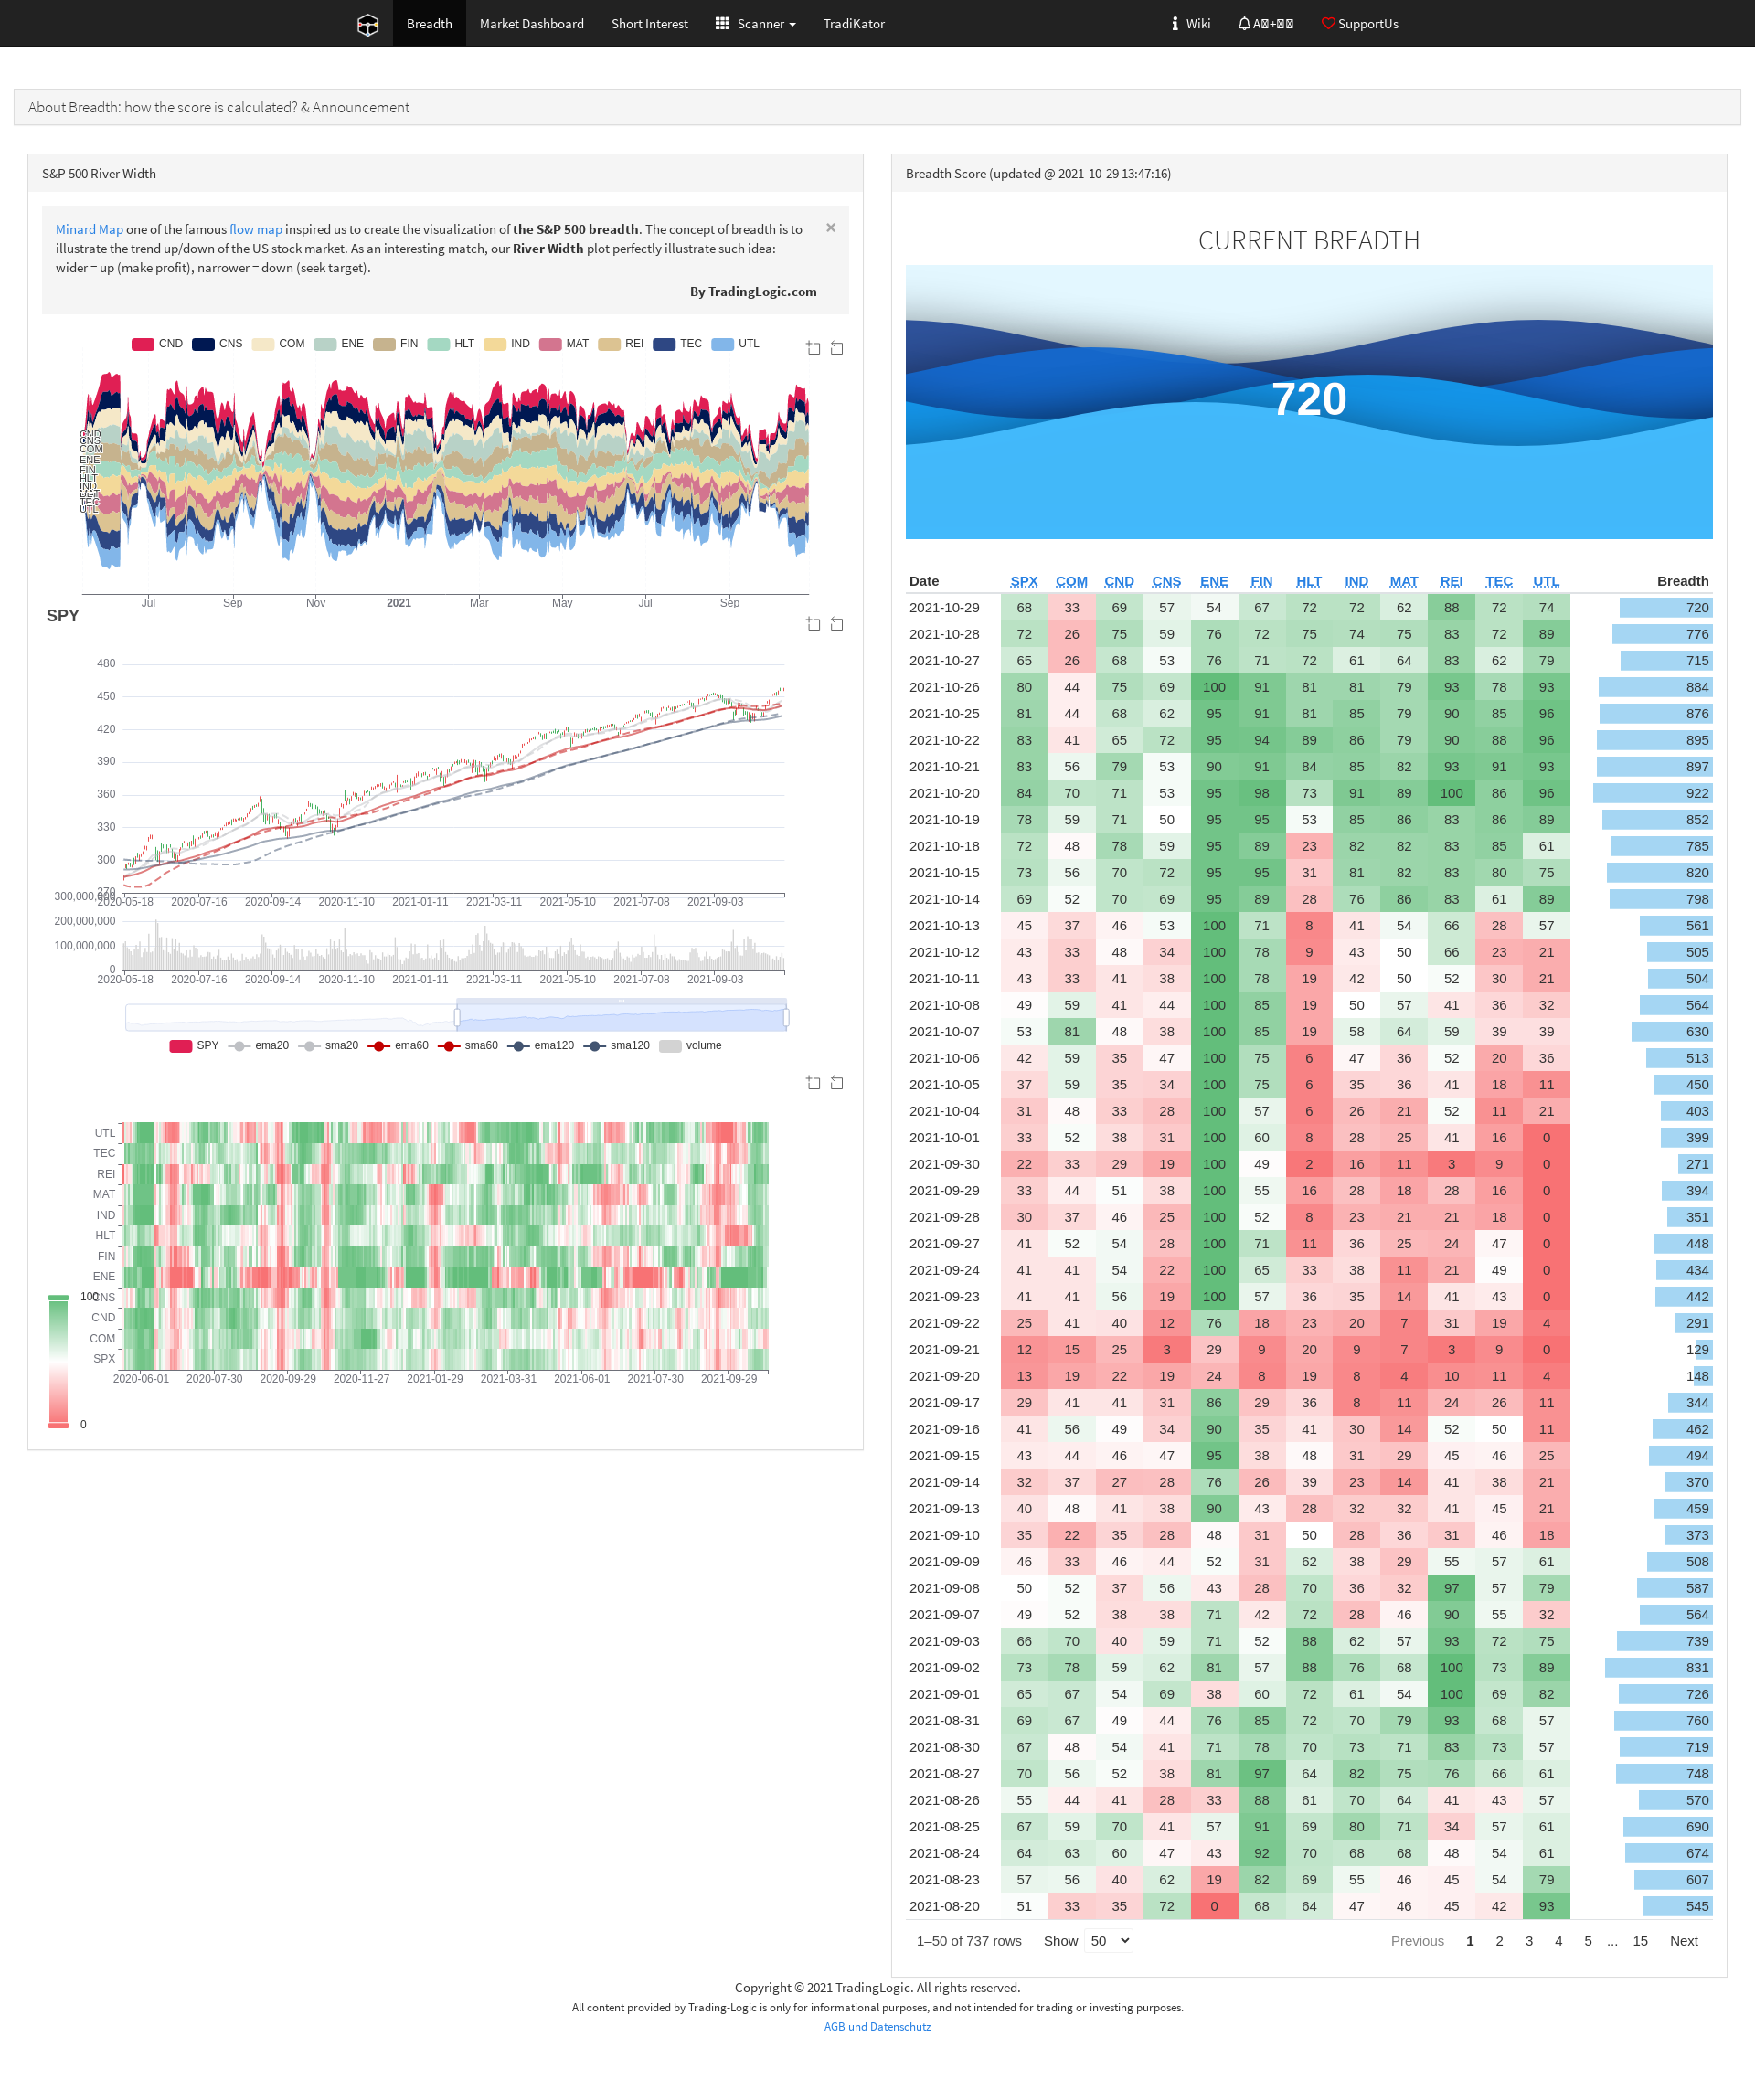 Breadth Market Dashboard Short Interest Scanner TradiKator Wiki SupportUs
About Breadth: how the score is calculated? & Announcement
S&P 500 River Width
Minard Map one of the famous flow map inspired us to create the visualization of the S&P 500 breadth. The concept of breadth is to
illustrate the trend up/down of the US stock market. As an interesting match, our River Width plot perfectly illustrate such idea:
wider = up (make profit), narrower = down (seek target).
By TradingLogic.com
×
CND CNS COM ENE FIN HLT IND MAT REI TEC UTL
CND
CNS
COM
ENE
FIN
HLT
IND
TEC
UTL
Jul Sep Nov 2021 Mar May Jul Sep
SPY
480
450
420
390
360
330
300
270
2020-05-18 2020-07-16 2020-09-14 2020-11-10 2021-01-11 2021-03-11 2021-05-10 2021-07-08 2021-09-03
300,000,000
200,000,000
100,000,000
0
2020-05-18 2020-07-16 2020-09-14 2020-11-10 2021-01-11 2021-03-11 2021-05-10 2021-07-08 2021-09-03
SPY ema20 sma20 ema60 sma60 ema120 sma120 volume
UTL
TEC
REI
MAT
IND
HLT
FIN
ENE
CNS
CND
COM
SPX
2020-06-01 2020-07-30 2020-09-29 2020-11-27 2021-01-29 2021-03-31 2021-06-01 2021-07-30 2021-09-29
100
0
Breadth Score (updated @ 2021-10-29 13:47:16)
CURRENT BREADTH
720
Date SPX COM CND CNS ENE FIN HLT IND MAT REI TEC UTL Breadth
2021-10-29 68 33 69 57 54 67 72 72 62 88 72 74 720
2021-10-28 72 26 75 59 76 72 75 74 75 83 72 89 776
2021-10-27 65 26 68 53 76 71 72 61 64 83 62 79 715
2021-10-26 80 44 75 69 100 91 81 81 79 93 78 93 884
2021-10-25 81 44 68 62 95 91 81 85 79 90 85 96 876
2021-10-22 83 41 65 72 95 94 89 86 79 90 88 96 895
2021-10-21 83 56 79 53 90 91 84 85 82 93 91 93 897
2021-10-20 84 70 71 53 95 98 73 91 89 100 86 96 922
2021-10-19 78 59 71 50 95 95 53 85 86 83 86 89 852
2021-10-18 72 48 78 59 95 89 23 82 82 83 85 61 785
2021-10-15 73 56 70 72 95 95 31 81 82 83 80 75 820
2021-10-14 69 52 70 69 95 89 28 76 86 83 61 89 798
2021-10-13 45 37 46 53 100 71 8 41 54 66 28 57 561
2021-10-12 43 33 48 34 100 78 9 43 50 66 23 21 505
2021-10-11 43 33 41 38 100 78 19 42 50 52 30 21 504
2021-10-08 49 59 41 44 100 85 19 50 57 41 36 32 564
2021-10-07 53 81 48 38 100 85 19 58 64 59 39 39 630
2021-10-06 42 59 35 47 100 75 6 47 36 52 20 36 513
2021-10-05 37 59 35 34 100 75 6 35 36 41 18 11 450
2021-10-04 31 48 33 28 100 57 6 26 21 52 11 21 403
2021-10-01 33 52 38 31 100 60 8 28 25 41 16 0 399
2021-09-30 22 33 29 19 100 49 2 16 11 3 9 0 271
2021-09-29 33 44 51 38 100 55 16 28 18 28 16 0 394
2021-09-28 30 37 46 25 100 52 8 23 21 21 18 0 351
2021-09-27 41 52 54 28 100 71 11 36 25 24 47 0 448
2021-09-24 41 41 54 22 100 65 33 38 11 21 49 0 434
2021-09-23 41 41 56 19 100 57 36 35 14 41 43 0 442
2021-09-22 25 41 40 12 76 18 23 20 7 31 19 4 291
2021-09-21 12 15 25 3 29 9 20 9 7 3 9 0 129
2021-09-20 13 19 22 19 24 8 19 8 4 10 11 4 148
2021-09-17 29 41 41 31 86 29 36 8 11 24 26 11 344
2021-09-16 41 56 49 34 90 35 41 30 14 52 50 11 462
2021-09-15 43 44 46 47 95 38 48 31 29 45 46 25 494
2021-09-14 32 37 27 28 76 26 39 23 14 41 38 21 370
2021-09-13 40 48 41 38 90 43 28 32 32 41 45 21 459
2021-09-10 35 22 35 28 48 31 50 28 36 31 46 18 373
2021-09-09 46 33 46 44 52 31 62 38 29 55 57 61 508
2021-09-08 50 52 37 56 43 28 70 36 32 97 57 79 587
2021-09-07 49 52 38 38 71 42 72 28 46 90 55 32 564
2021-09-03 66 70 40 59 71 52 88 62 57 93 72 75 739
2021-09-02 73 78 59 62 81 57 88 76 68 100 73 89 831
2021-09-01 65 67 54 69 38 60 72 61 54 100 69 82 726
2021-08-31 69 67 49 44 76 85 72 70 79 93 68 57 760
2021-08-30 67 48 54 41 71 78 70 73 71 83 73 57 719
2021-08-27 70 56 52 38 81 97 64 82 75 76 66 61 748
2021-08-26 55 44 41 28 33 88 61 70 64 41 43 57 570
2021-08-25 67 59 70 41 57 91 69 80 71 34 57 61 690
2021-08-24 64 63 60 47 43 92 70 68 68 48 54 61 674
2021-08-23 57 56 40 62 19 82 69 55 46 45 54 79 607
2021-08-20 51 33 35 72 0 68 64 47 46 45 42 93 545
1–50 of 737 rows Show 50 Previous 1 2 3 4 5 ... 15 Next
Copyright © 2021 TradingLogic. All rights reserved.
All content provided by Trading-Logic is only for informational purposes, and not intended for trading or investing purposes.
AGB und Datenschutz